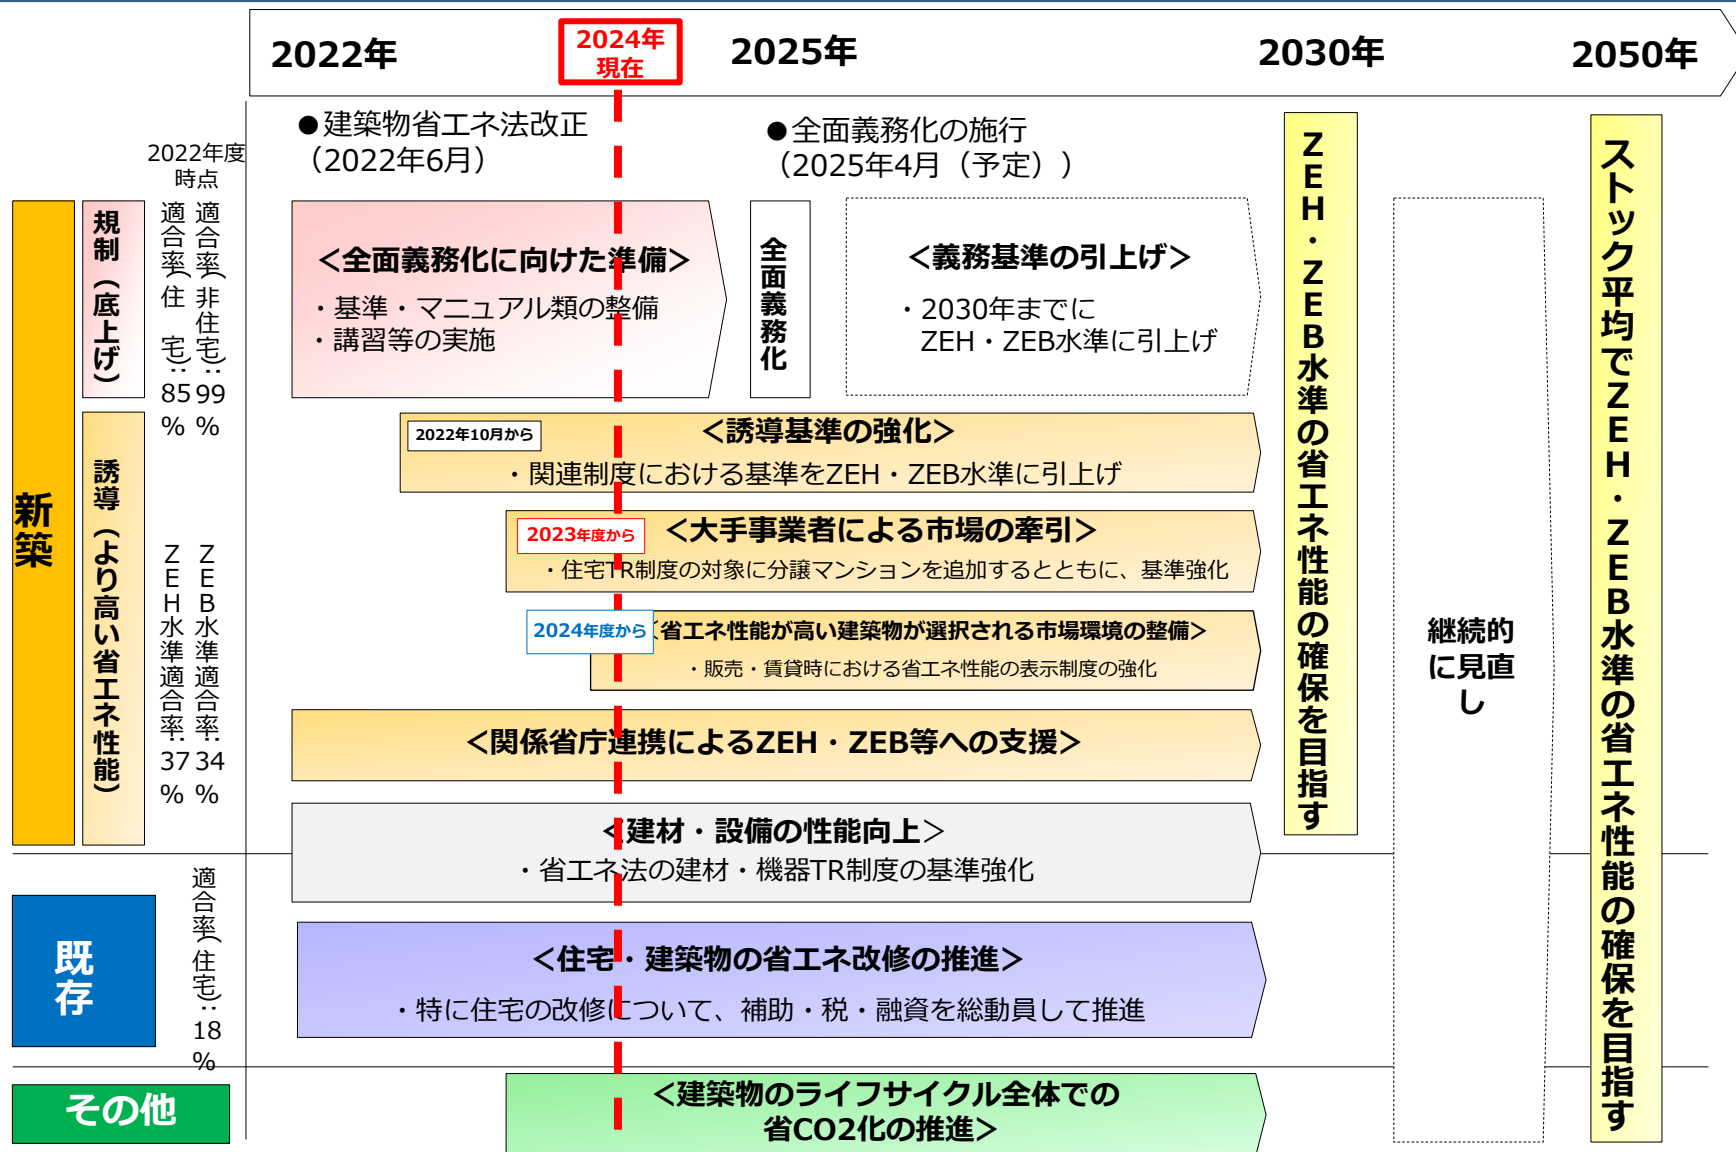 2022年
2024年
現在
2025年
2030年
2050年
●建築物省エネ法改正
（2022年6月）
●全面義務化の施行
（2025年4月（予定））
2022年度
時点
新築
規制（底上げ）
適合率（住　宅）：85%
適合率（非住宅）：99%
＜全面義務化に向けた準備＞
・基準・マニュアル類の整備
・講習等の実施
全面義務化
＜義務基準の引上げ＞
・2030年までに
ZEH・ZEB水準に引上げ
誘導（より高い省エネ性能）
ZEH水準適合率：37%
ZEB水準適合率：34%
2022年10月から
＜誘導基準の強化＞
・関連制度における基準をZEH・ZEB水準に引上げ
2023年度から
＜大手事業者による市場の牽引＞
・住宅TR制度の対象に分譲マンションを追加するとともに、基準強化
2024年度から
＜省エネ性能が高い建築物が選択される市場環境の整備＞
・販売・賃貸時における省エネ性能の表示制度の強化
＜関係省庁連携によるZEH・ZEB等への支援＞
＜建材・設備の性能向上＞
・省エネ法の建材・機器TR制度の基準強化
既存
適合率（住宅）：18%
＜住宅・建築物の省エネ改修の推進＞
・特に住宅の改修について、補助・税・融資を総動員して推進
その他
＜建築物のライフサイクル全体での
省CO2化の推進＞
ZEH・ZEB水準の省エネ性能の確保を目指す
継続的
に見直
し
ストック平均でZEH・ZEB水準の省エネ性能の確保を目指す